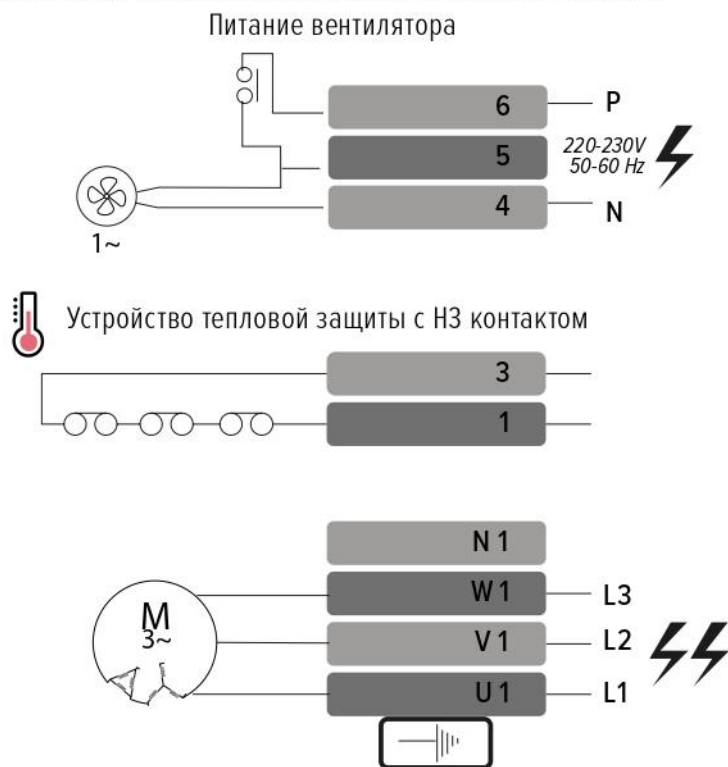 Питание вентилятора
6 P
5 220-230V
50-60 Hz
4 N
1~
Устройство тепловой защиты с НЗ контактом
3
1
N 1
W 1 L3
M
3~
V 1 L2
U 1 L1